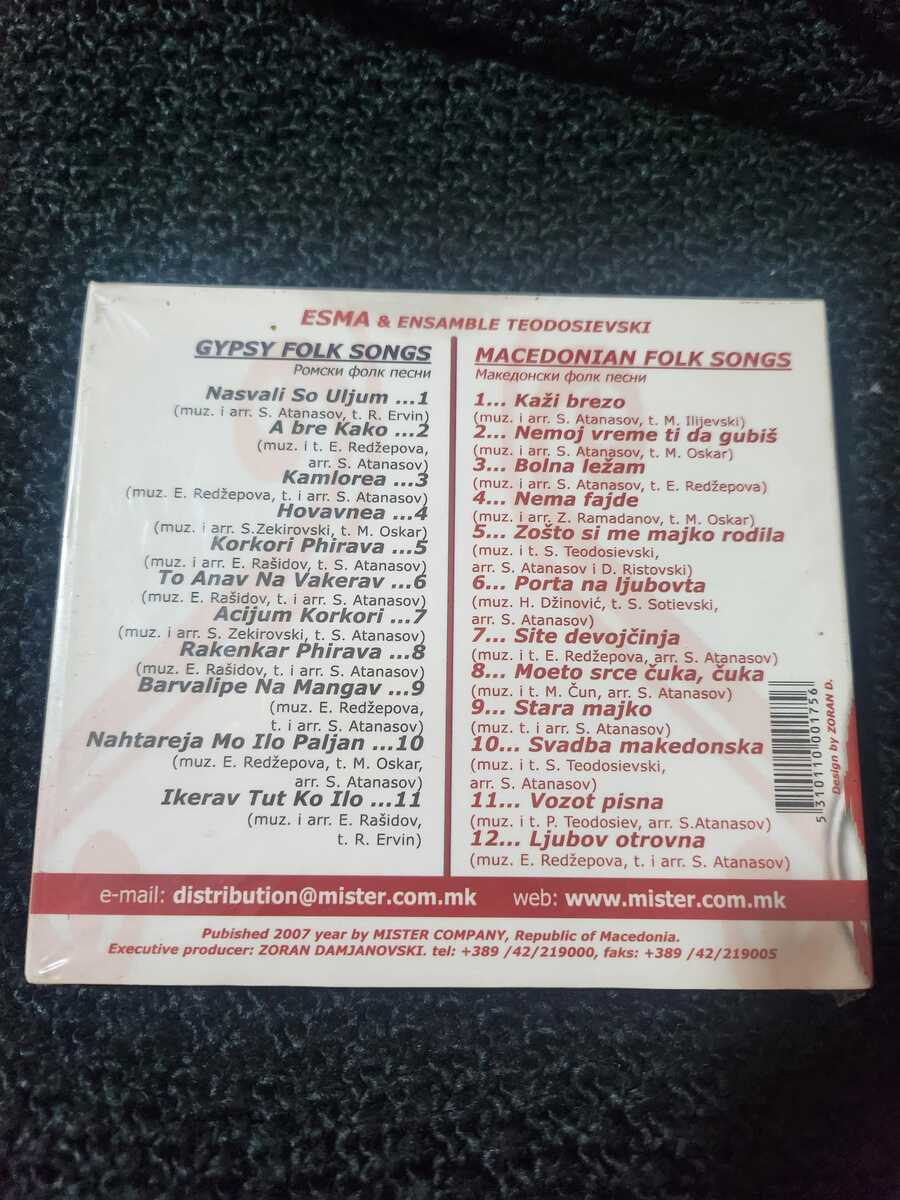 ESMA & ENSAMBLE TEODOSIEVSKI
GYPSY FOLK SONGS
Ромски фолк песни
Nasvali So Uljum ...1
(muz. i arr. S. Atanasov, t. R. Ervin)
A bre Kako ...2
(muz. i t. E. Redžepova,
arr. S. Atanasov)
Kamlorea ...3
(muz. E. Redžepova, t. i arr. S. Atanasov)
Hovavnea ...4
(muz. i arr. S.Zekirovski, t. M. Oskar)
Korkori Phirava ...5
(muz. i arr. E. Rašidov, t. S. Atanasov)
To Anav Na Vakerav ...6
(muz. E. Rašidov, t. i arr. S. Atanasov)
Acijum Korkori ...7
(muz. i arr. S. Zekirovski, t. S. Atanasov)
Rakenkar Phirava ...8
(muz. E. Rašidov, t. i arr. S. Atanasov)
Barvalipe Na Mangav ...9
(muz. E. Redžepova,
t. i arr. S. Atanasov)
Nahtareja Mo Ilo Paljan ...10
(muz. E. Redžepova, t. M. Oskar,
arr. S. Atanasov)
Ikerav Tut Ko Ilo ...11
(muz. i arr. E. Rašidov,
t. R. Ervin)
MACEDONIAN FOLK SONGS
Македонски фолк песни
1... Kaži brezo
(muz. i arr. S. Atanasov, t. M. Ilijevski)
2... Nemoj vreme ti da gubiš
(muz. i arr. S. Atanasov, t. M. Oskar)
3... Bolna ležam
(muz. i arr. S. Atanasov, t. E. Redžepova)
4... Nema fajde
(muz. i arr. Z. Ramadanov, t. M. Oskar)
5... Zošto si me majko rodila
(muz. i t. S. Teodosievski,
arr. S. Atanasov i D. Ristovski)
6... Porta na ljubovta
(muz. H. Džinović, t. S. Sotievski,
arr. S. Atanasov)
7... Site devojčinja
(muz. i t. E. Redžepova, arr. S. Atanasov)
8... Moeto srce čuka, čuka
(muz. i t. M. Čun, arr. S. Atanasov)
9... Stara majko
(muz. t. i arr. S. Atanasov)
10... Svadba makedonska
(muz. i t. S. Teodosievski,
arr. S. Atanasov)
11... Vozot pisna
(muz. i t. P. Teodosiev, arr. S.Atanasov)
12... Ljubov otrovna
(muz. E. Redžepova, t. i arr. S. Atanasov)
5310110001756
Design by ZORAN D.
e-mail: distribution@mister.com.mk web: www.mister.com.mk
Pubished 2007 year by MISTER COMPANY, Republic of Macedonia.
Executive producer: ZORAN DAMJANOVSKI. tel: +389 /42/219000, faks: +389 /42/219005